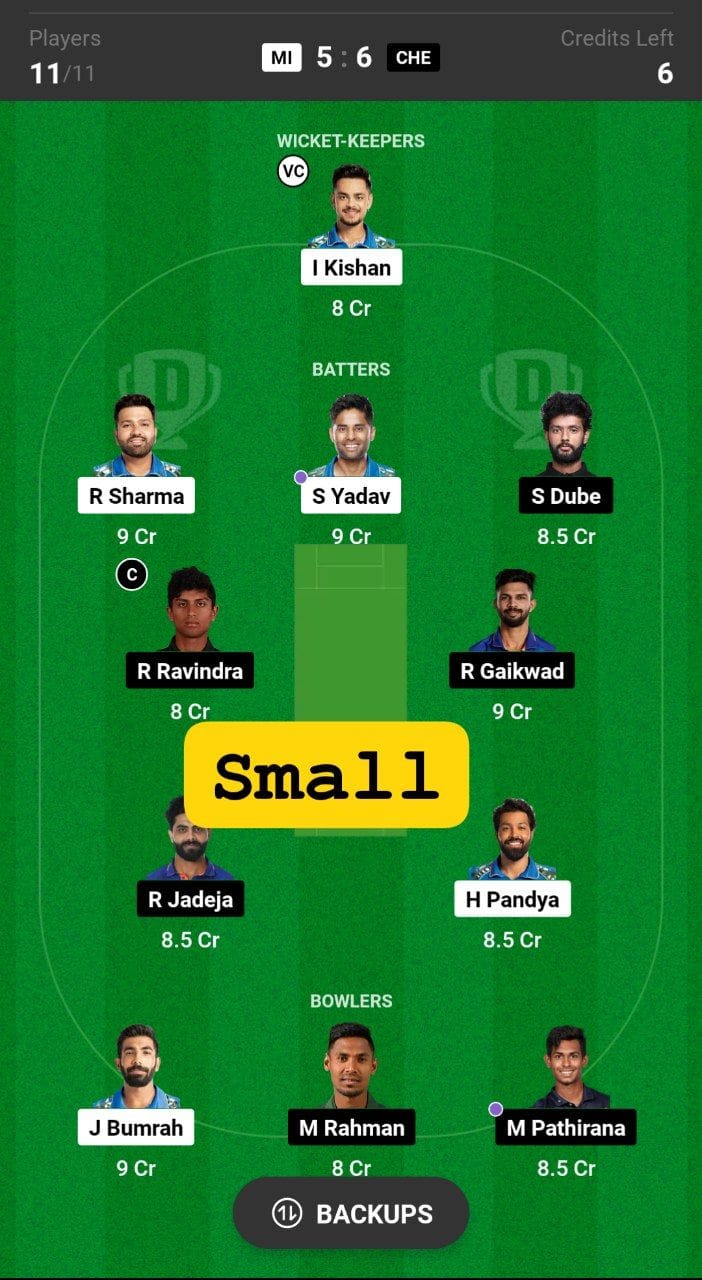 Players
Credits Left
11/11
MI 5 : 6 CHE
6
WICKET-KEEPERS
VC
I Kishan
8 Cr
BATTERS
D
D
R Sharma
S Yadav
S Dube
9 Cr
9 Cr
8.5 Cr
C
R Ravindra
R Gaikwad
8 Cr
9 Cr
Small
R Jadeja
H Pandya
8.5 Cr
8.5 Cr
BOWLERS
J Bumrah
M Rahman
M Pathirana
9 Cr
8 Cr
8.5 Cr
BACKUPS